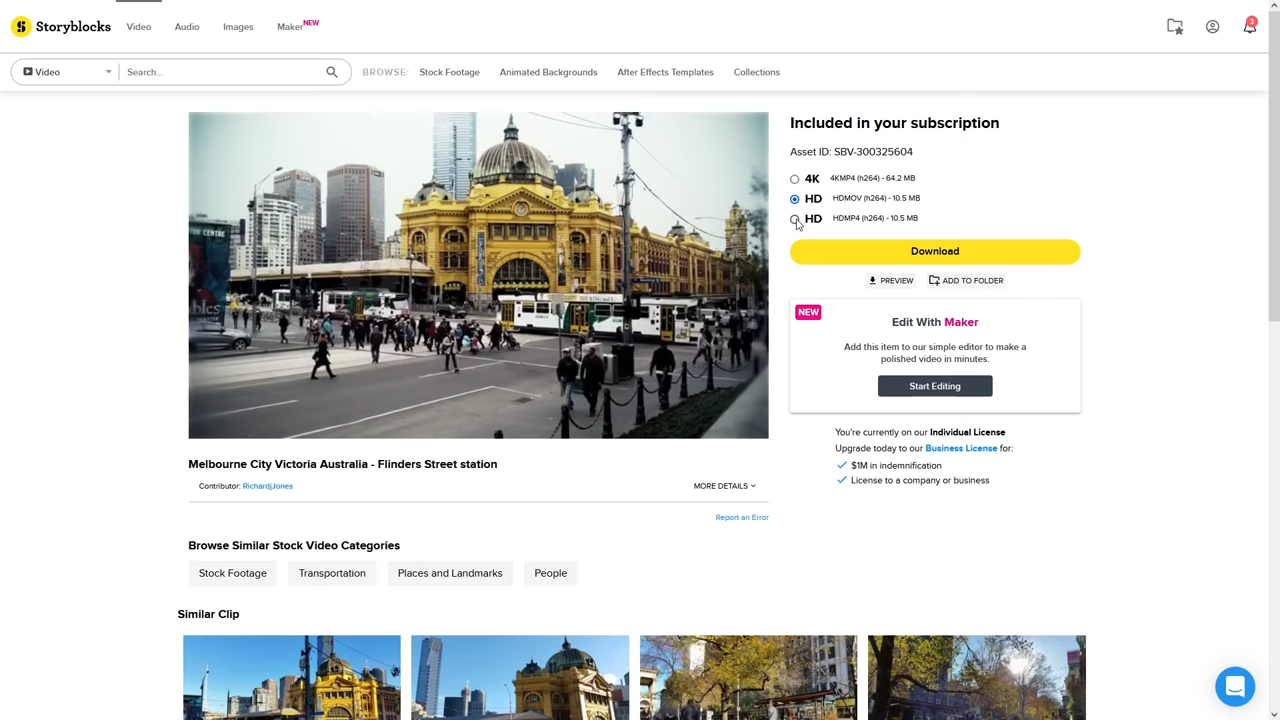 Storyblocks
Video
Audio
Images
Maker NEW
3
Video
Search...
BROWSE:
Stock Footage
Animated Backgrounds
After Effects Templates
Collections
Included in your subscription
Asset ID: SBV-300325604
4K 4KMP4 (h264) - 64.2 MB
HD HDMOV (h264) - 10.5 MB
HD HDMP4 (h264) - 10.5 MB
Download
PREVIEW
ADD TO FOLDER
NEW
Edit With Maker
Add this item to our simple editor to make a
polished video in minutes.
Start Editing
You're currently on our Individual License
Upgrade today to our Business License for:
$1M in indemnification
License to a company or business
Melbourne City Victoria Australia - Flinders Street station
Contributor: RichardjJones
MORE DETAILS
Report an Error
Browse Similar Stock Video Categories
Stock Footage
Transportation
Places and Landmarks
People
Similar Clip